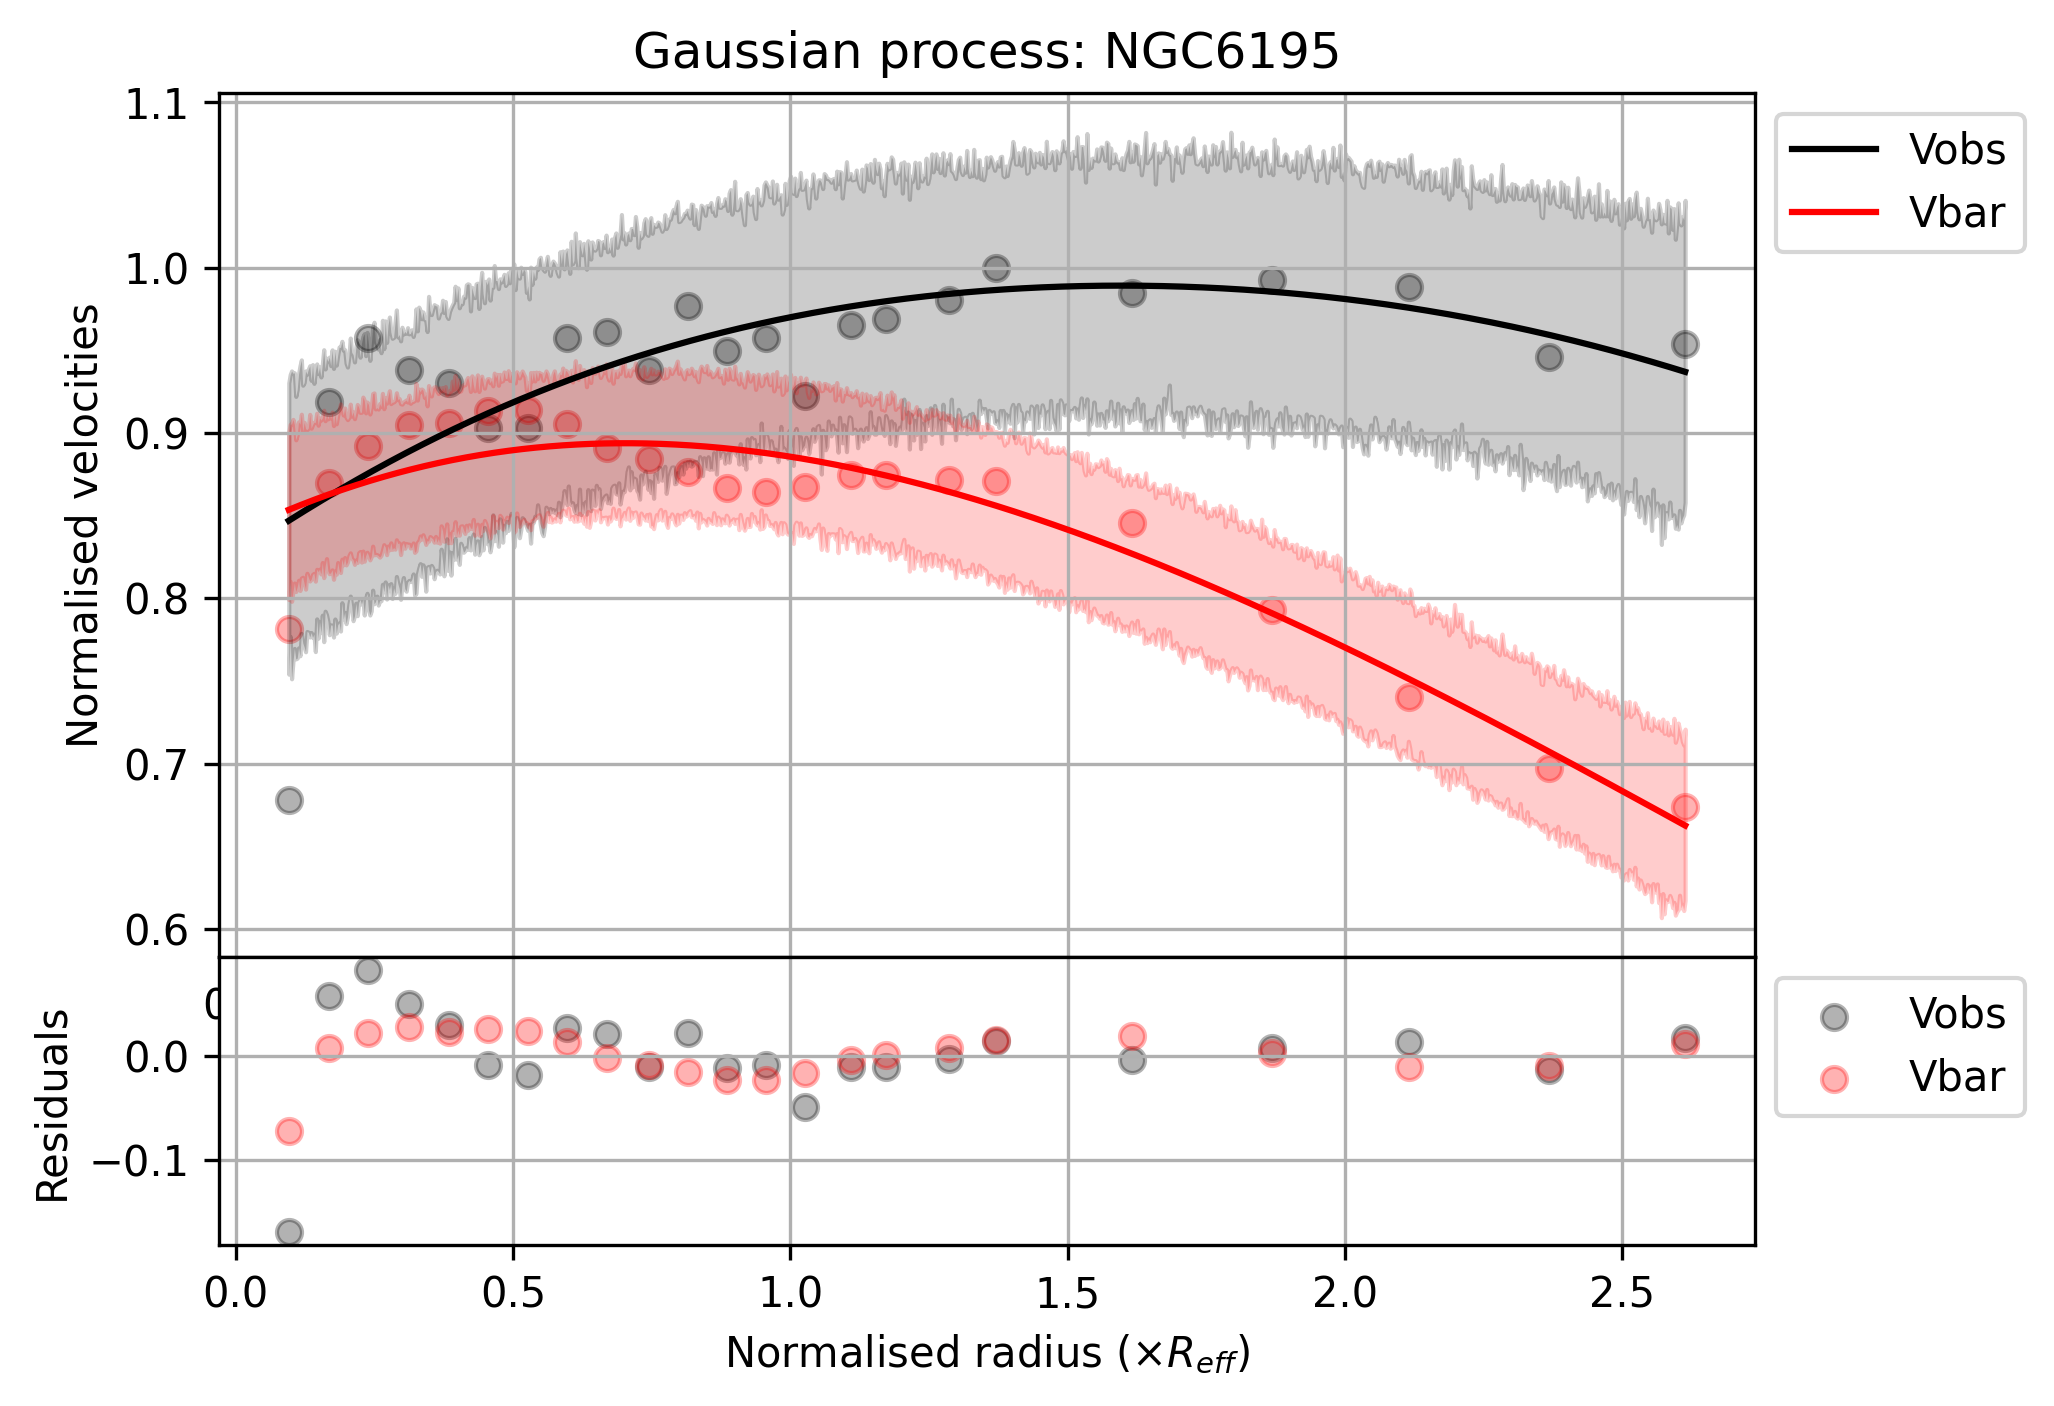 Gaussian process: NGC6195
1.1
1.0
0.9
0.8
0.7
0.6
Normalised velocities
Vobs
Vbar
0.0
−0.1
Residuals
Vobs
Vbar
0.0 0.5 1.0 1.5 2.0 2.5
Normalised radius (×R_eff)